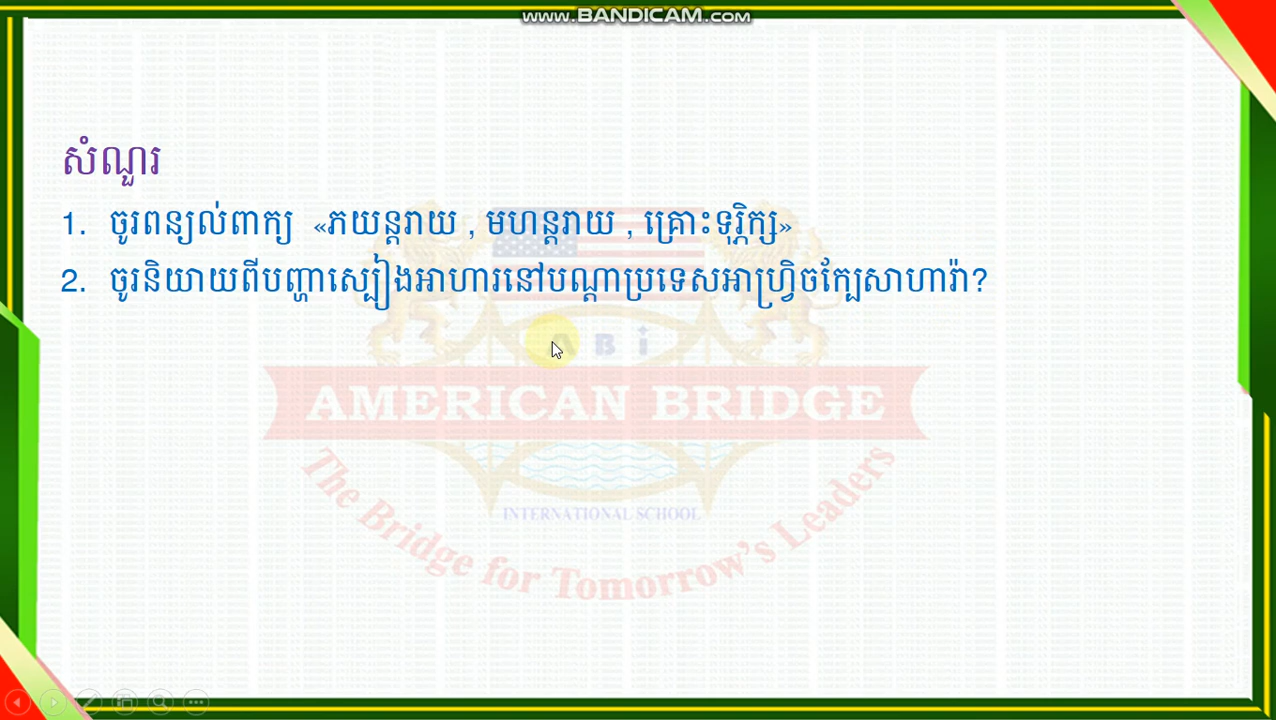 WWW.BANDICAM.COM
សំណួរ
1. ចូរពន្យល់ពាក្យ «ភយន្តរាយ , មហន្តរាយ , គ្រោះទុរ្ភិក្ស»
2. ចូរនិយាយពីបញ្ហាស្បៀងអាហារនៅបណ្តាប្រទេសអាហ្វ្រិចក្បែសាហារ៉ា?
A B i
AMERICAN BRIDGE
INTERNATIONAL SCHOOL
The Bridge for Tomorrow's Leaders